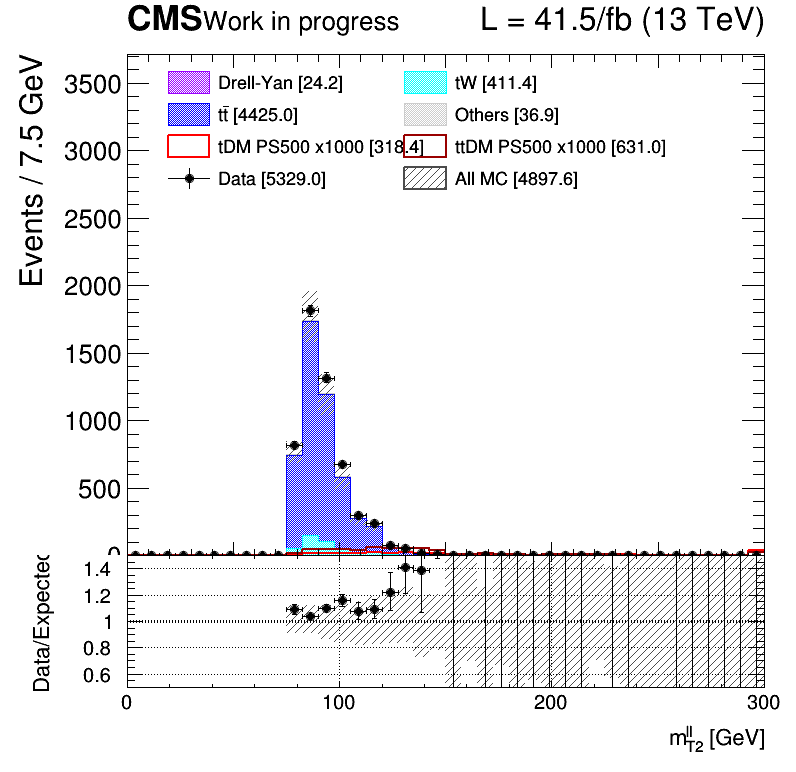 CMS Work in progress L = 41.5/fb (13 TeV)
Events / 7.5 GeV
3500
3000
2500
2000
1500
1000
500
0
Drell-Yan [24.2] tW [411.4]
tt̄ [4425.0] Others [36.9]
tDM PS500 x1000 [318.4] ttDM PS500 x1000 [631.0]
Data [5329.0] All MC [4897.6]
Data/Expected
1.4
1.2
1
0.8
0.6
0 100 200 300
m_{T2}^{ll} [GeV]